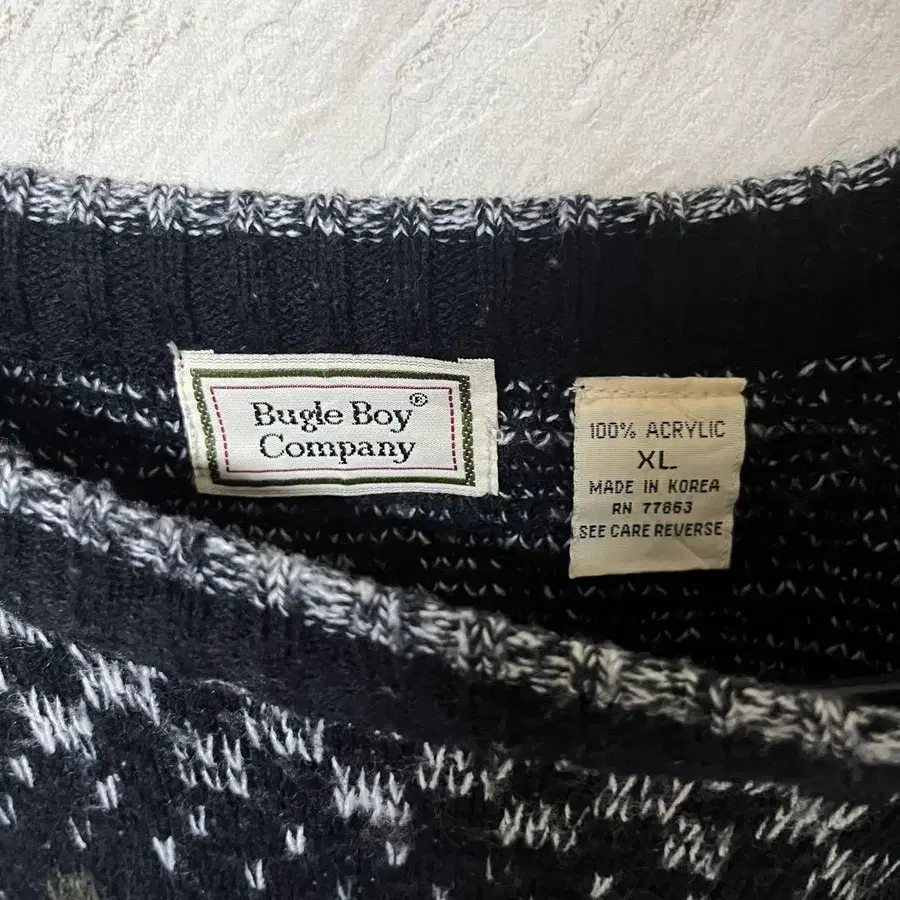 Bugle Boy®
Company
100% ACRYLIC
XL
MADE IN KOREA
RN 77663
SEE CARE REVERSE